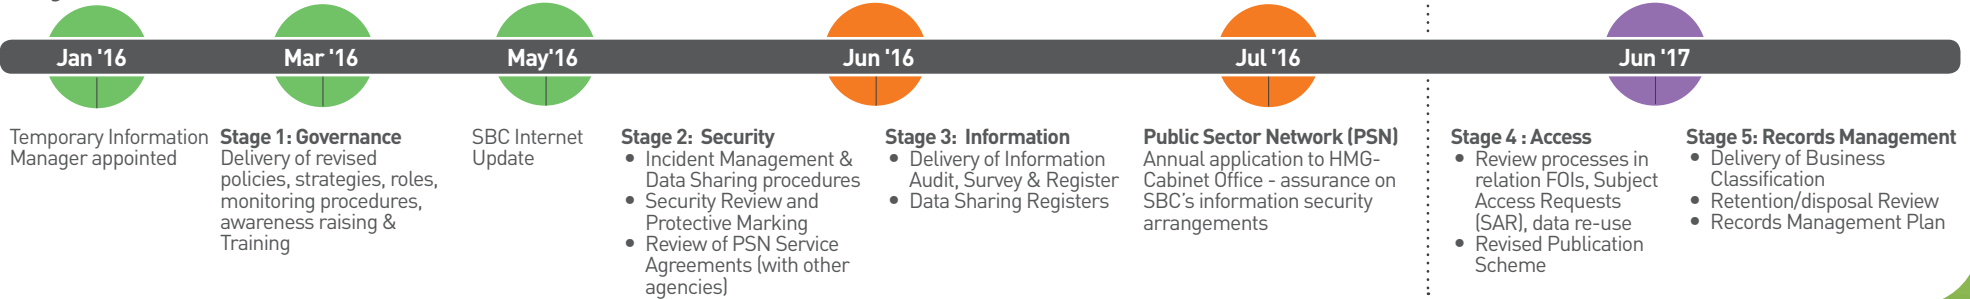 Jan '16
Mar '16
May'16
Jun '16
Jul '16
Jun '17
Temporary Information
Manager appointed
Stage 1: Governance
Delivery of revised
policies, strategies, roles,
monitoring procedures,
awareness raising &
Training
SBC Internet
Update
Stage 2: Security
• Incident Management &
Data Sharing procedures
• Security Review and
Protective Marking
• Review of PSN Service
Agreements (with other
agencies)
Stage 3: Information
• Delivery of Information
Audit, Survey & Register
• Data Sharing Registers
Public Sector Network (PSN)
Annual application to HMG-
Cabinet Office - assurance on
SBC's information security
arrangements
Stage 4 : Access
• Review processes in
relation FOIs, Subject
Access Requests
(SAR), data re-use
• Revised Publication
Scheme
Stage 5: Records Management
• Delivery of Business
Classification
• Retention/disposal Review
• Records Management Plan